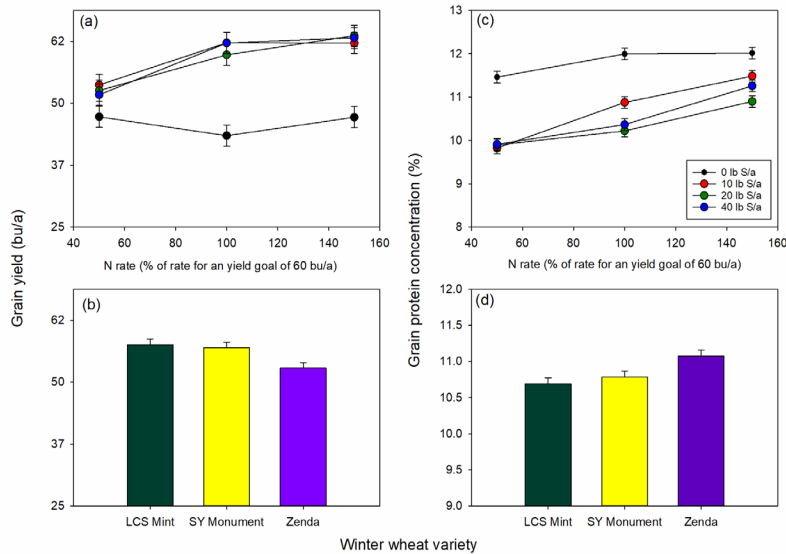 (a)
62
50
37
25
40 60 80 100 120 140 160
N rate (% of rate for an yield goal of 60 bu/a)
(c)
13
12
11
10
9
8
0 lb S/a
10 lb S/a
20 lb S/a
40 lb S/a
40 60 80 100 120 140 160
N rate (% of rate for an yield goal of 60 bu/a)
Grain yield (bu/a)
Grain protein concentration (%)
(b)
62
50
37
25
LCS Mint SY Monument Zenda
(d)
12.0
11.5
11.0
10.5
10.0
9.5
9.0
LCS Mint SY Monument Zenda
Winter wheat variety